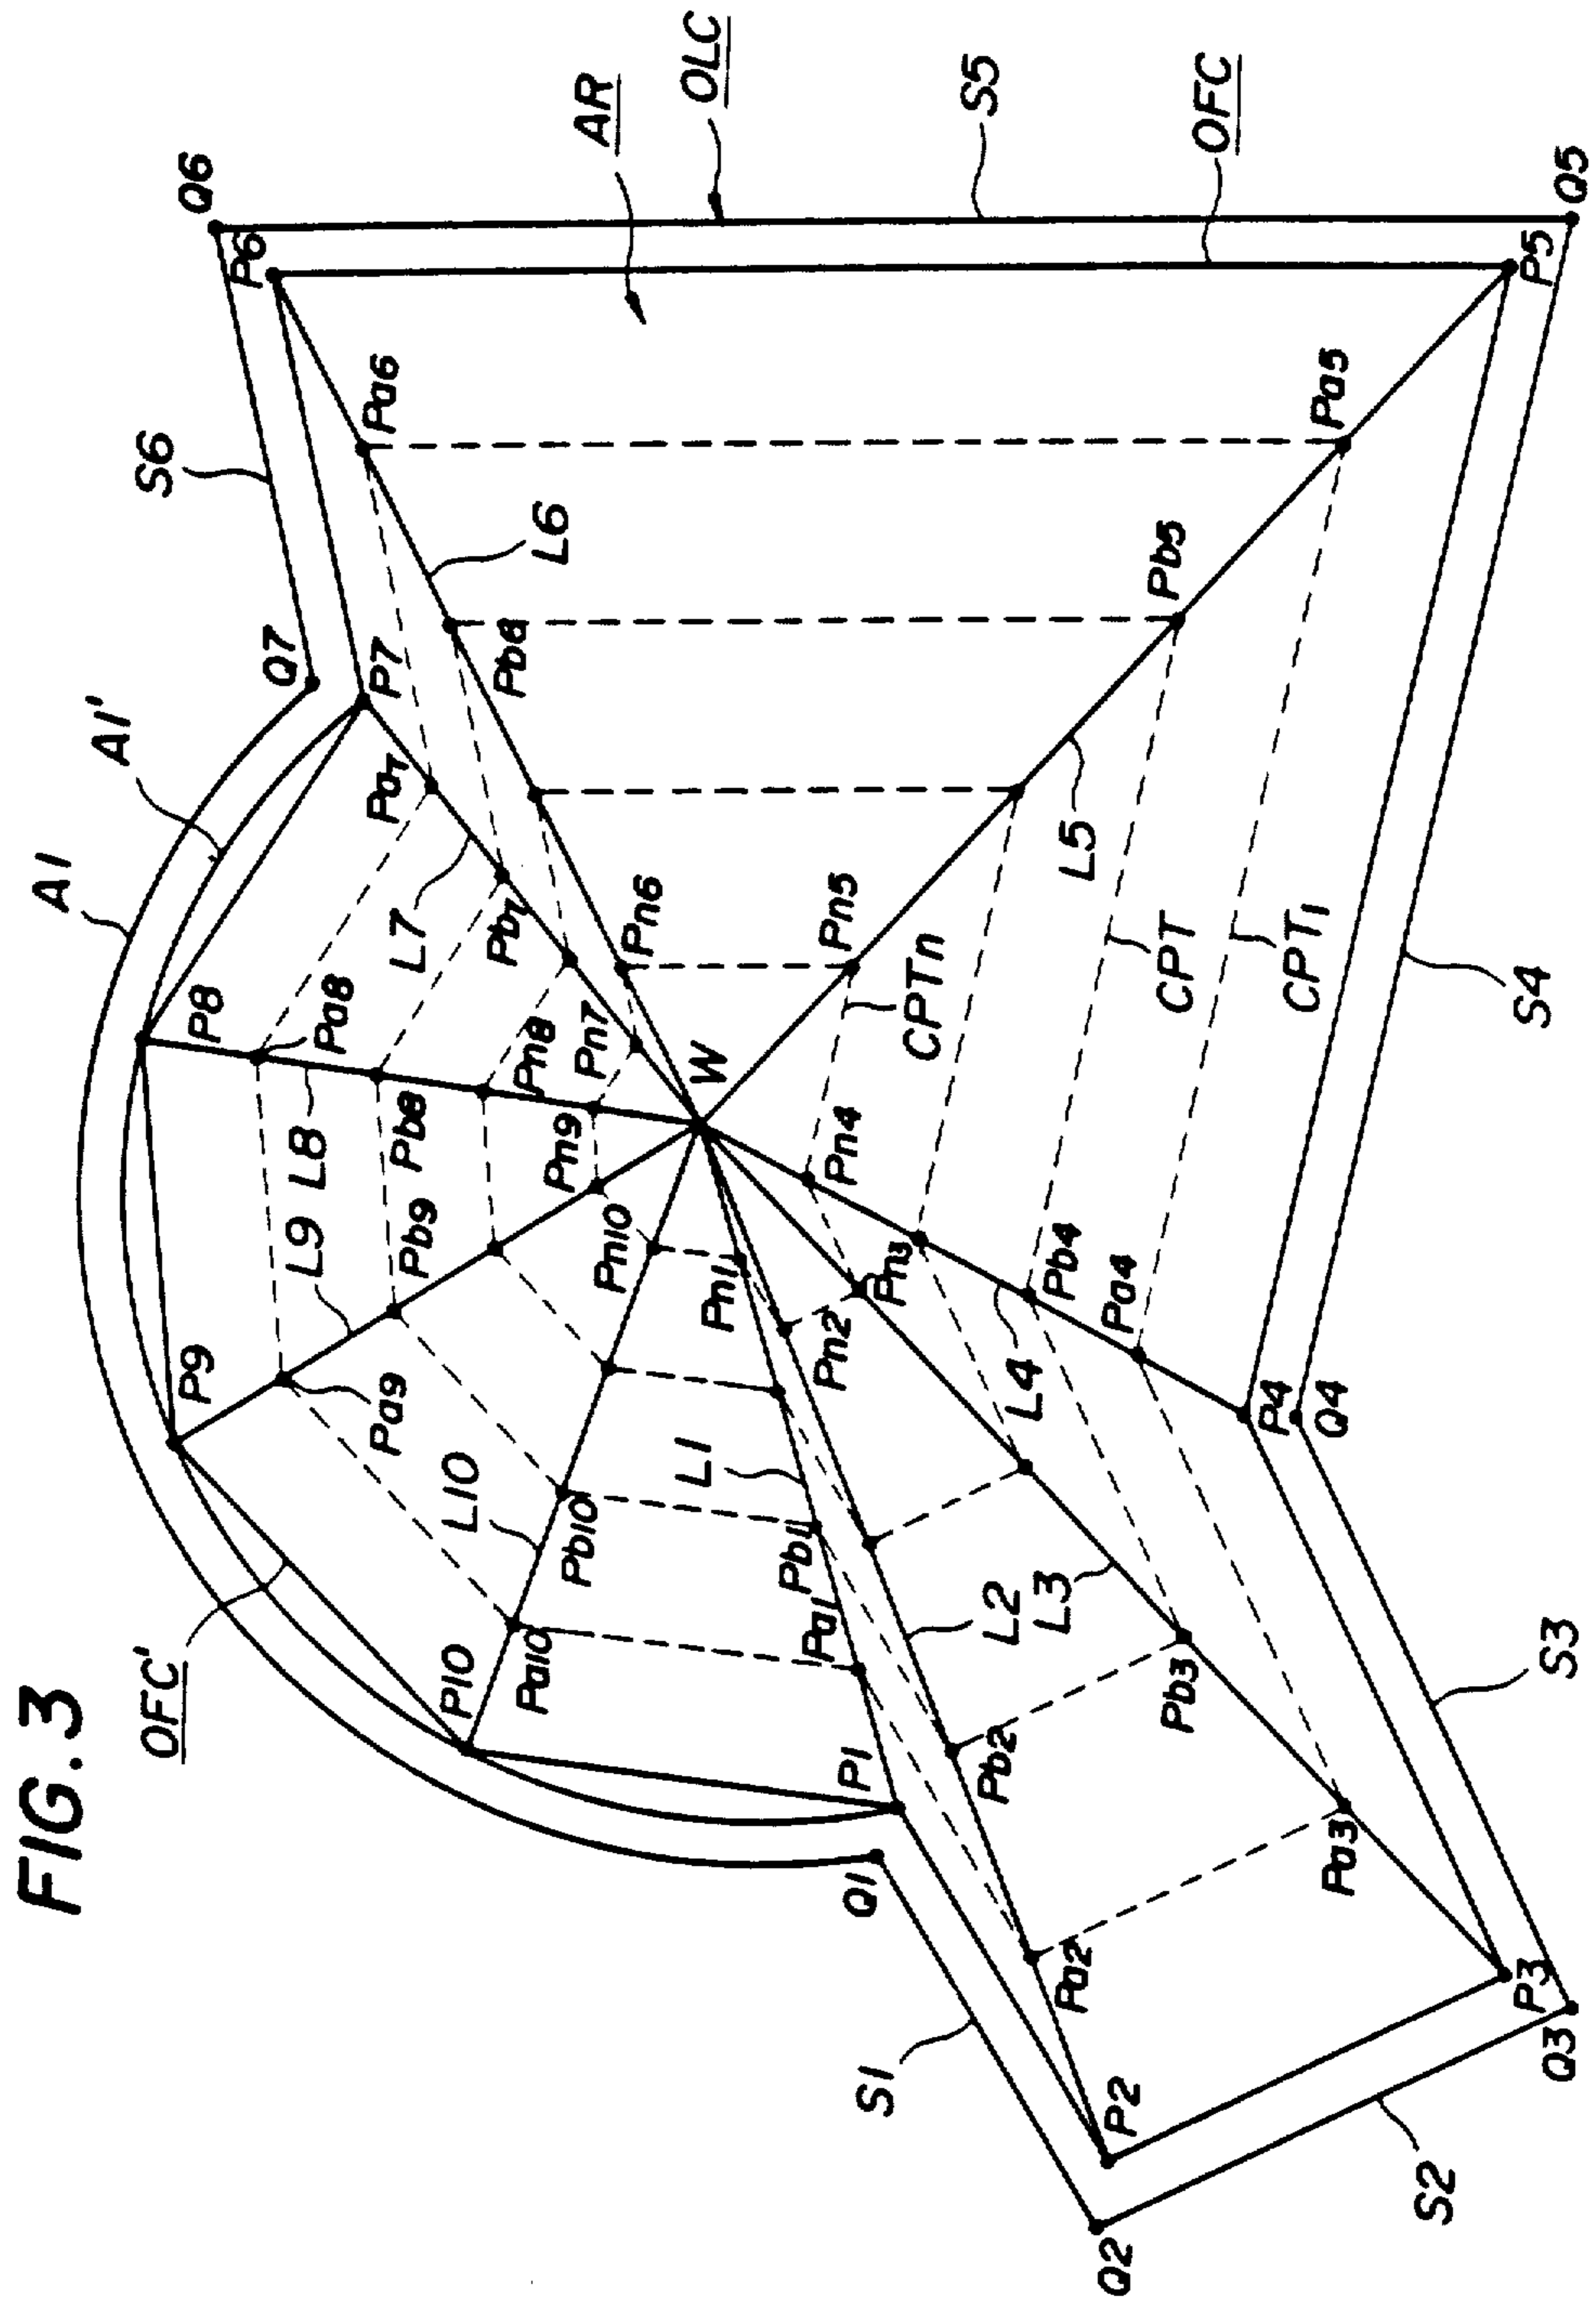 FIG.3
OFC'
A1
A1'
S6
Q7
Q6
AR
OLC
S5
OFC
Q5
P6
P5
Pa6
Pa5
L6
Pb6
Pb5
P7
Pa7
L7
Pb7
L5
Pn6
Pn5
CPTn
CPT
CPT1
S4
P8
Pa8
Pb8
Pn8
Pn7
W
L8
L9
Pb9
Pn9
Pn10
Pn1
Pn2
Pn3
Pn4
Pb4
Pa4
L4
P4
Q4
P9
Pa9
L10
Pb10
L1
Pb1
Pa1
L2
L3
Pb3
Pa3
S3
P10
Pa10
P1
Pb2
Pa2
Q1
S1
P2
P3
Q3
S2
Q2